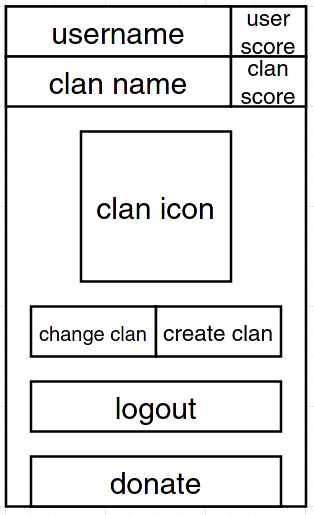 username
user
score
clan name
clan
score
clan icon
change clan
create clan
logout
donate